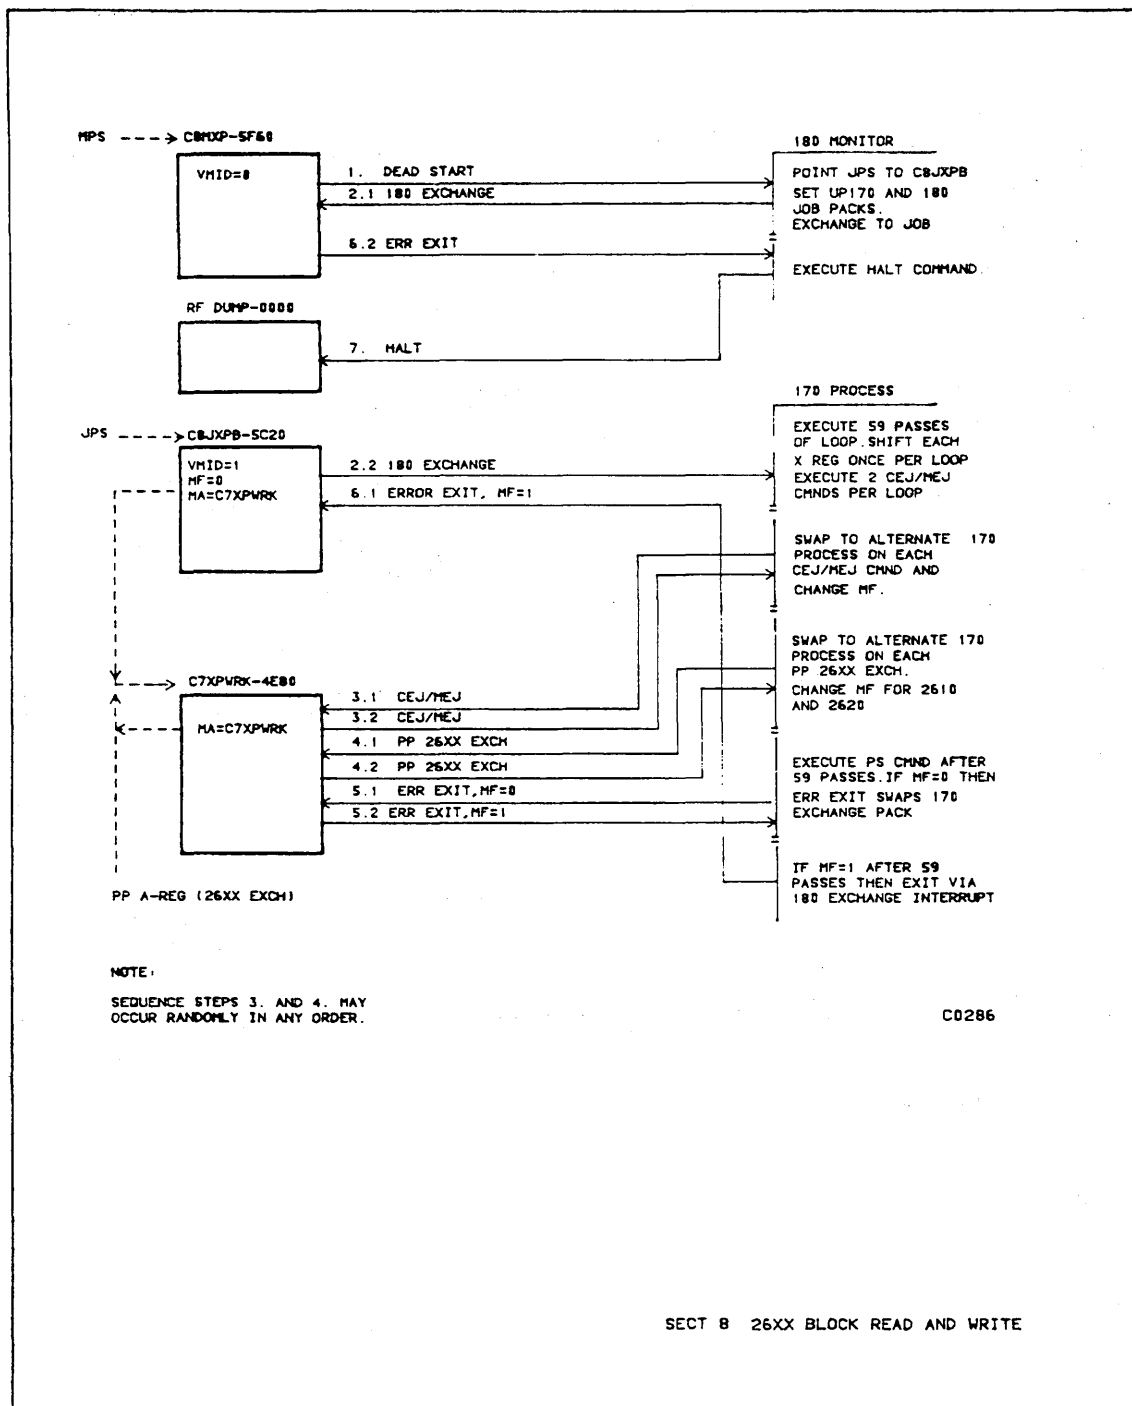 MPS
C8MXP-5F60
VMID=0
1. DEAD START
2.1 180 EXCHANGE
6.2 ERR EXIT
180 MONITOR
POINT JPS TO C8JXPB
SET UP170 AND 180
JOB PACKS.
EXCHANGE TO JOB
EXECUTE HALT COMMAND.
RF DUMP-0000
7. HALT
170 PROCESS
JPS
C8JXPB-5C20
VMID=1
MF=0
MA=C7XPWRK
2.2 180 EXCHANGE
6.1 ERROR EXIT, MF=1
EXECUTE 59 PASSES
OF LOOP.SHIFT EACH
X REG ONCE PER LOOP
EXECUTE 2 CEJ/MEJ
CMNDS PER LOOP
SWAP TO ALTERNATE 170
PROCESS ON EACH
CEJ/MEJ CMND AND
CHANGE MF.
SWAP TO ALTERNATE 170
PROCESS ON EACH
PP 26XX EXCH.
CHANGE MF FOR 2610
AND 2620
C7XPWRK-4E80
MA=C7XPWRK
3.1 CEJ/MEJ
3.2 CEJ/MEJ
4.1 PP 26XX EXCH
4.2 PP 26XX EXCH
5.1 ERR EXIT,MF=0
5.2 ERR EXIT,MF=1
EXECUTE PS CMND AFTER
59 PASSES.IF MF=0 THEN
ERR EXIT SWAPS 170
EXCHANGE PACK
IF MF=1 AFTER 59
PASSES THEN EXIT VIA
180 EXCHANGE INTERRUPT
PP A-REG (26XX EXCH)
NOTE:
SEQUENCE STEPS 3. AND 4. MAY
OCCUR RANDOMLY IN ANY ORDER.
C0286
SECT 8 26XX BLOCK READ AND WRITE